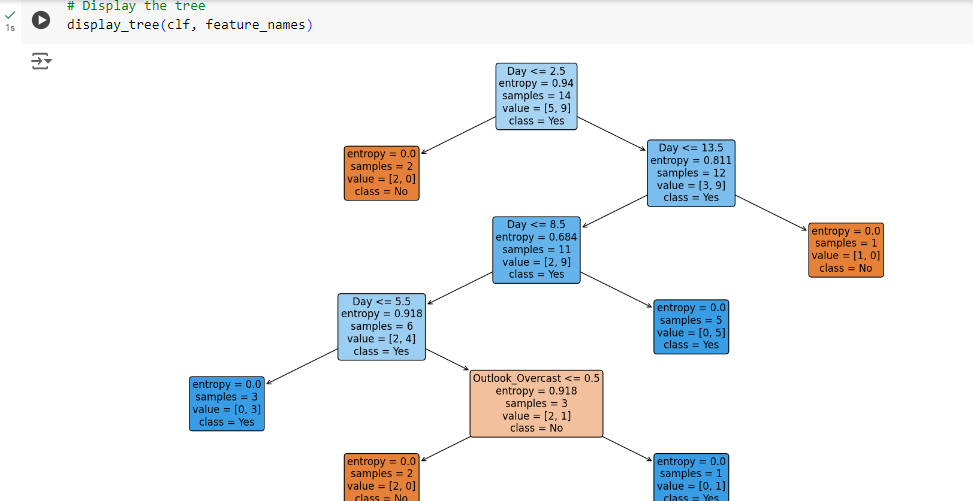 # Display the tree
display_tree(clf, feature_names)
1s
Day <= 2.5
entropy = 0.94
samples = 14
value = [5, 9]
class = Yes
entropy = 0.0
samples = 2
value = [2, 0]
class = No
Day <= 13.5
entropy = 0.811
samples = 12
value = [3, 9]
class = Yes
Day <= 8.5
entropy = 0.684
samples = 11
value = [2, 9]
class = Yes
entropy = 0.0
samples = 1
value = [1, 0]
class = No
Day <= 5.5
entropy = 0.918
samples = 6
value = [2, 4]
class = Yes
entropy = 0.0
samples = 5
value = [0, 5]
class = Yes
entropy = 0.0
samples = 3
value = [0, 3]
class = Yes
Outlook_Overcast <= 0.5
entropy = 0.918
samples = 3
value = [2, 1]
class = No
entropy = 0.0
samples = 2
value = [2, 0]
class = No
entropy = 0.0
samples = 1
value = [0, 1]
class = Yes